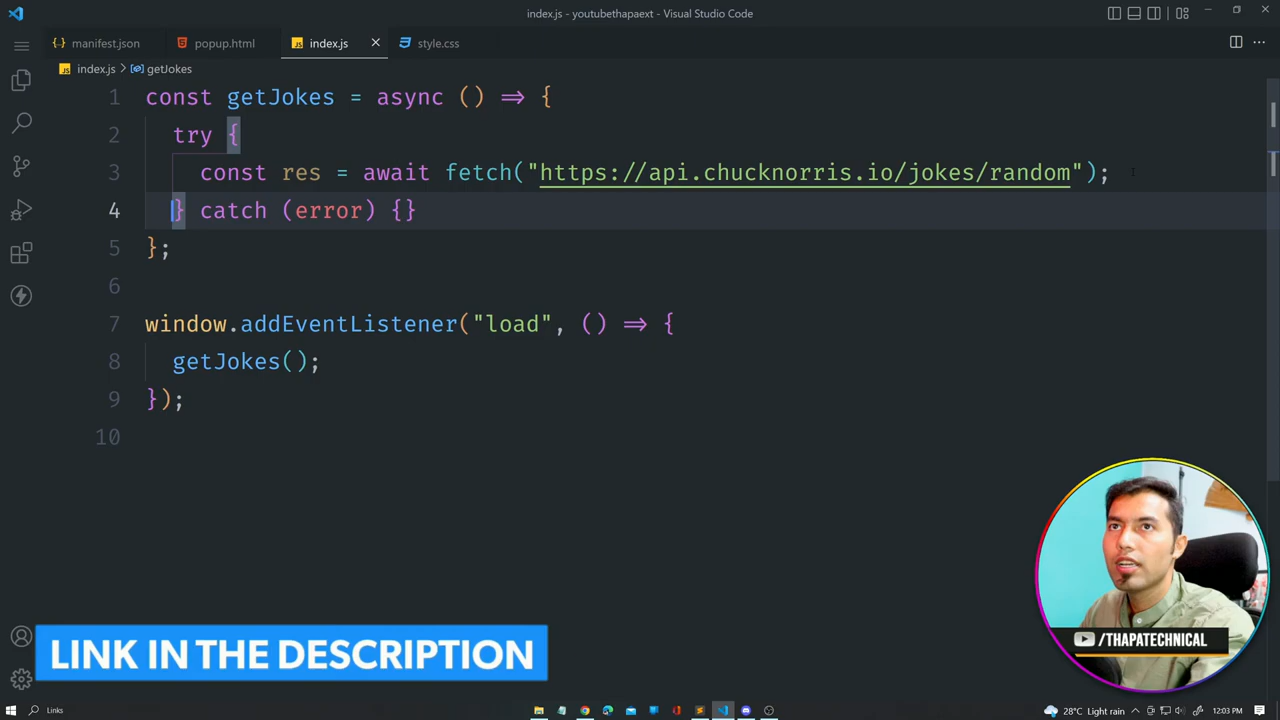 index.js - youtubethapaext - Visual Studio Code
{} manifest.json
popup.html
JS index.js
style.css
JS index.js > getJokes
1 const getJokes = async () => {
2 try {
3 const res = await fetch("https://api.chucknorris.io/jokes/random");
4 } catch (error) {}
5 };
6
7 window.addEventListener("load", () => {
8 getJokes();
9 });
10
/THAPATECHNICAL
LINK IN THE DESCRIPTION
Links
28°C Light rain
12:03 PM